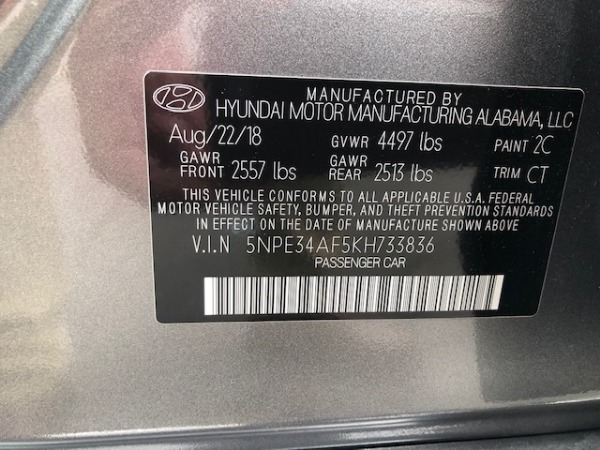 MANUFACTURED BY
HYUNDAI MOTOR MANUFACTURING ALABAMA, LLC
Aug/22/18 GVWR 4497 lbs PAINT 2C
GAWR FRONT 2557 lbs GAWR REAR 2513 lbs TRIM CT
THIS VEHICLE CONFORMS TO ALL APPLICABLE U.S.A. FEDERAL
MOTOR VEHICLE SAFETY, BUMPER, AND THEFT PREVENTION STANDARDS
IN EFFECT ON THE DATE OF MANUFACTURE SHOWN ABOVE
V.I.N 5NPE34AF5KH733836
PASSENGER CAR